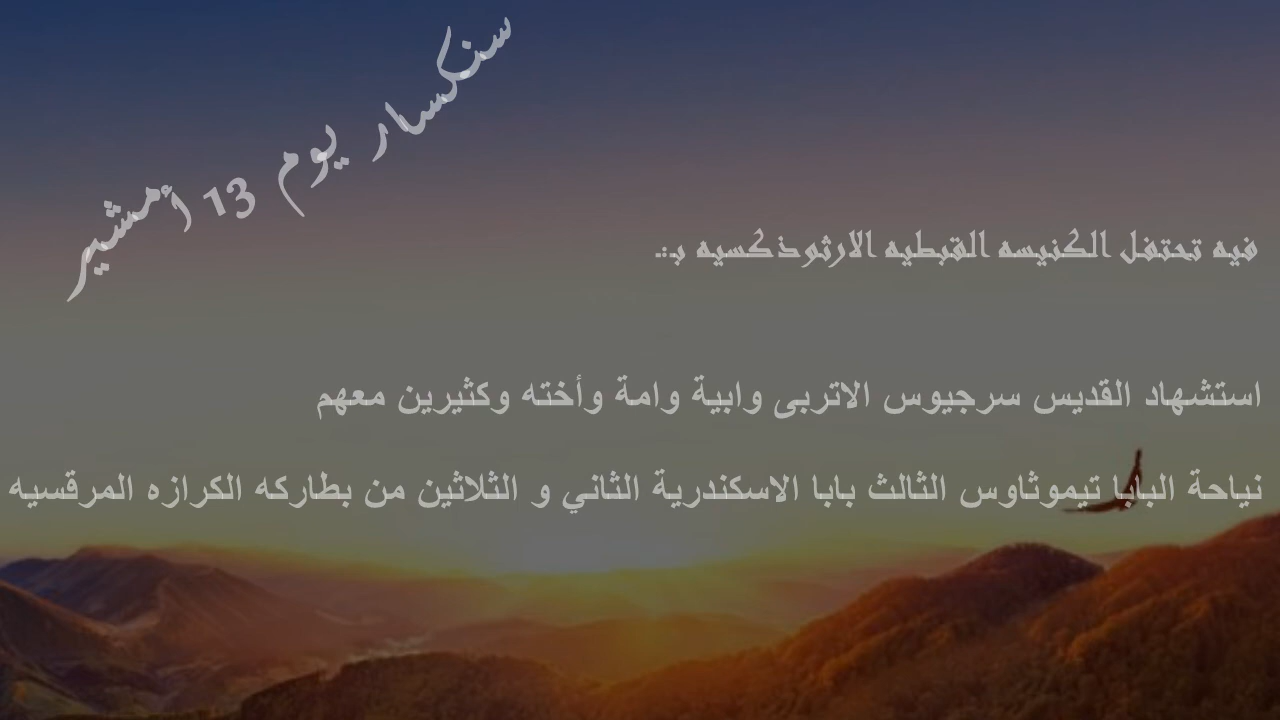 سنكسار يوم 13 أمشير
فيه تحتفل الكنيسه القبطيه الارثوذكسيه ب:.
استشهاد القديس سرجيوس الاتربى وابية وامة وأخته وكثيرين معهم
نياحة البابا تيموثاوس الثالث بابا الاسكندرية الثاني و الثلاثين من بطاركه الكرازه المرقسيه